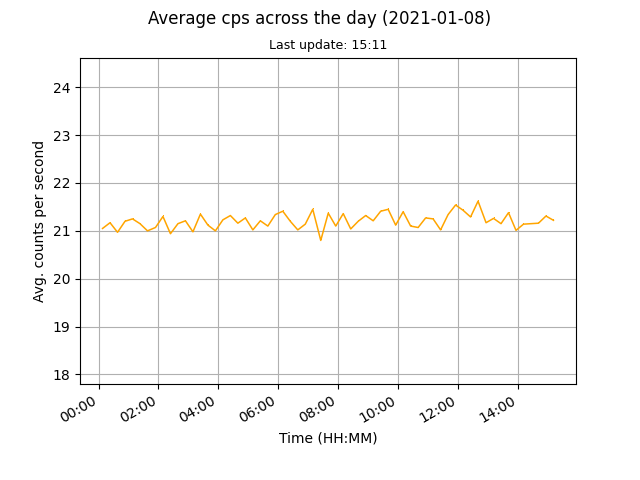 Average cps across the day (2021-01-08)
Last update: 15:11
24
23
22
21
20
19
18
Avg. counts per second
00:00 02:00 04:00 06:00 08:00 10:00 12:00 14:00
Time (HH:MM)